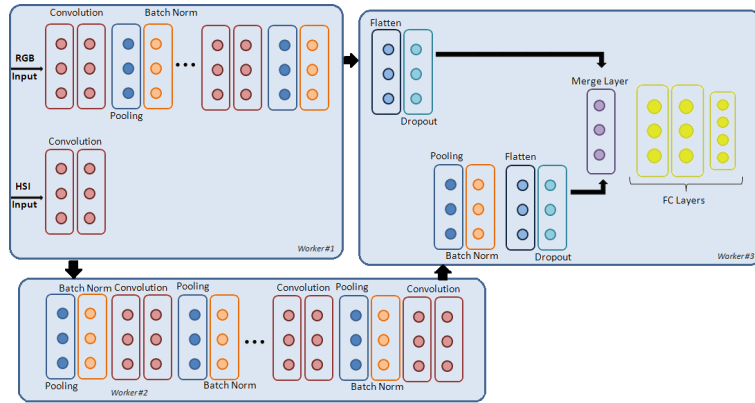 Convolution
Batch Norm
RGB
Input
Pooling
Convolution
HSI
Input
Worker#1
Flatten
Dropout
Merge Layer
Pooling
Flatten
FC Layers
Batch Norm
Dropout
Worker#3
Batch Norm
Convolution
Pooling
Convolution
Pooling
Convolution
Pooling
Batch Norm
Batch Norm
Worker#2